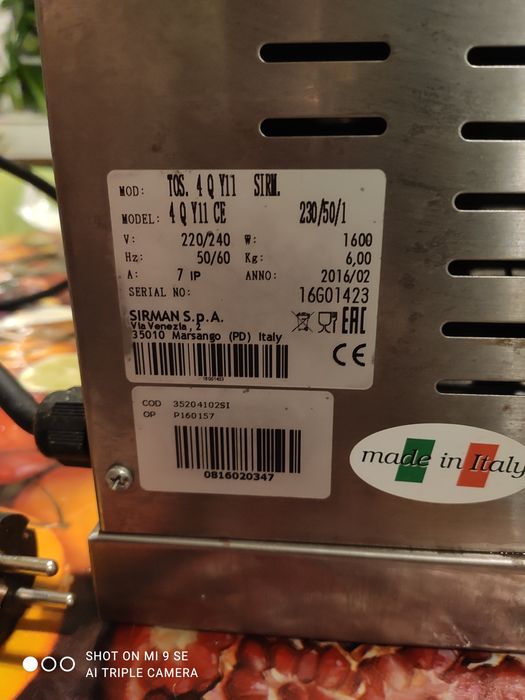 MOD: TOS. 4 Q Y11 SIRM.
MODEL: 4 Q Y11 CE 230/50/1
V: 220/240 W: 1600
Hz: 50/60 Kg: 6,00
A: 7 IP ANNO: 2016/02
SERIAL NO: 16G01423
SIRMAN S.p.A.
Via Venezia, 2
35010 Marsango (PD) Italy
EAC
CE
16G01423
COD 35204102SI
OP P160157
0816020347
made in Italy
SHOT ON MI 9 SE
AI TRIPLE CAMERA